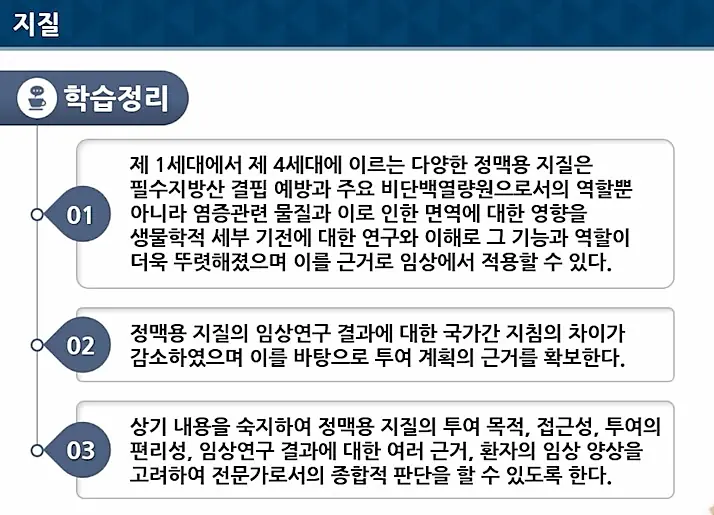 지질
학습정리
01
제 1세대에서 제 4세대에 이르는 다양한 정맥용 지질은
필수지방산 결핍 예방과 주요 비단백열량원으로서의 역할뿐
아니라 염증관련 물질과 이로 인한 면역에 대한 영향을
생물학적 세부 기전에 대한 연구와 이해로 그 기능과 역할이
더욱 뚜렷해졌으며 이를 근거로 임상에서 적용할 수 있다.
02
정맥용 지질의 임상연구 결과에 대한 국가간 지침의 차이가
감소하였으며 이를 바탕으로 투여 계획의 근거를 확보한다.
03
상기 내용을 숙지하여 정맥용 지질의 투여 목적, 접근성, 투여의
편리성, 임상연구 결과에 대한 여러 근거, 환자의 임상 양상을
고려하여 전문가로서의 종합적 판단을 할 수 있도록 한다.